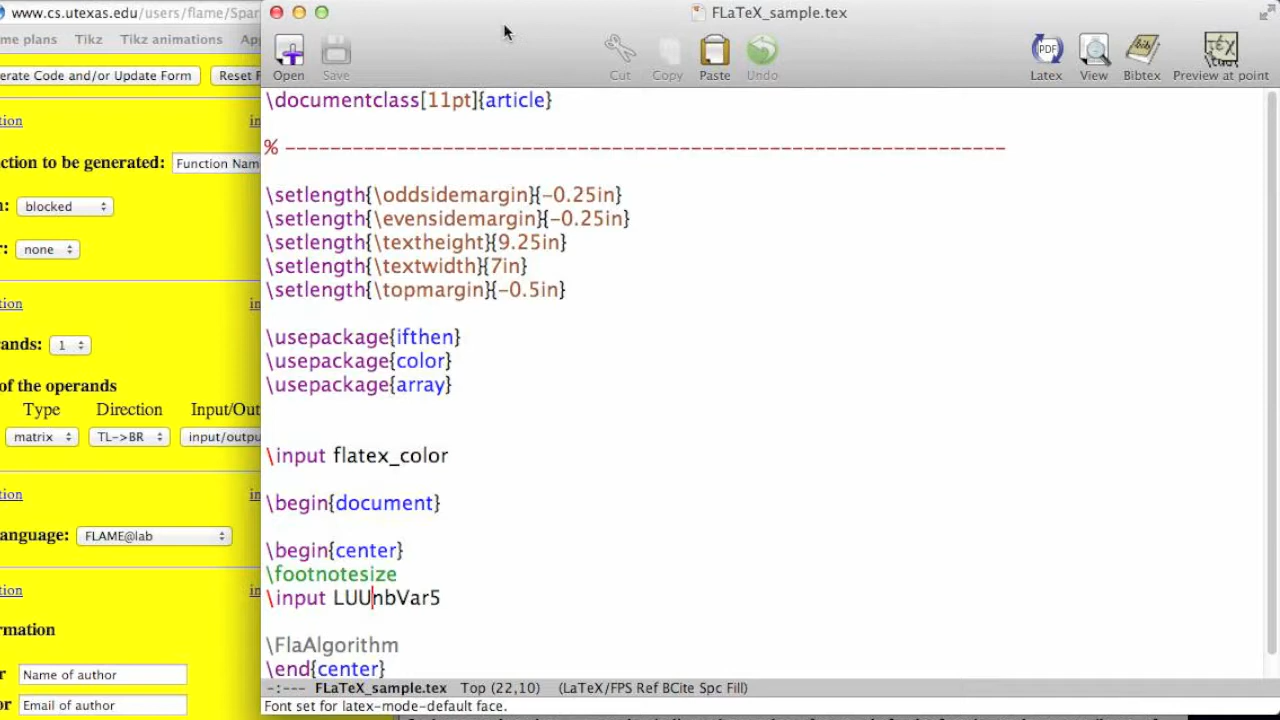 www.cs.utexas.edu/users/flame/Spar
me plans Tikz Tikz animations
erate Code and/or Update Form Reset
ction to be generated: Function Nam
blocked
none
rands: 1
of the operands
Type Direction Input/Out
matrix TL->BR input/outpu
anguage: FLAME@lab
rmation
Name of author
Email of author
FLaTeX_sample.tex
Open Save Cut Copy Paste Undo Latex View Bibtex Preview at point
\documentclass[11pt]{article}
% ----------------------------------------------------------------
\setlength{\oddsidemargin}{-0.25in}
\setlength{\evensidemargin}{-0.25in}
\setlength{\textheight}{9.25in}
\setlength{\textwidth}{7in}
\setlength{\topmargin}{-0.5in}
\usepackage{ifthen}
\usepackage{color}
\usepackage{array}
\input flatex_color
\begin{document}
\begin{center}
\footnotesize
\input LUUnbVar5
\FlaAlgorithm
\end{center}
-:--- FLaTeX_sample.tex Top (22,10) (LaTeX/FPS Ref BCite Spc Fill)
Font set for latex-mode-default face.